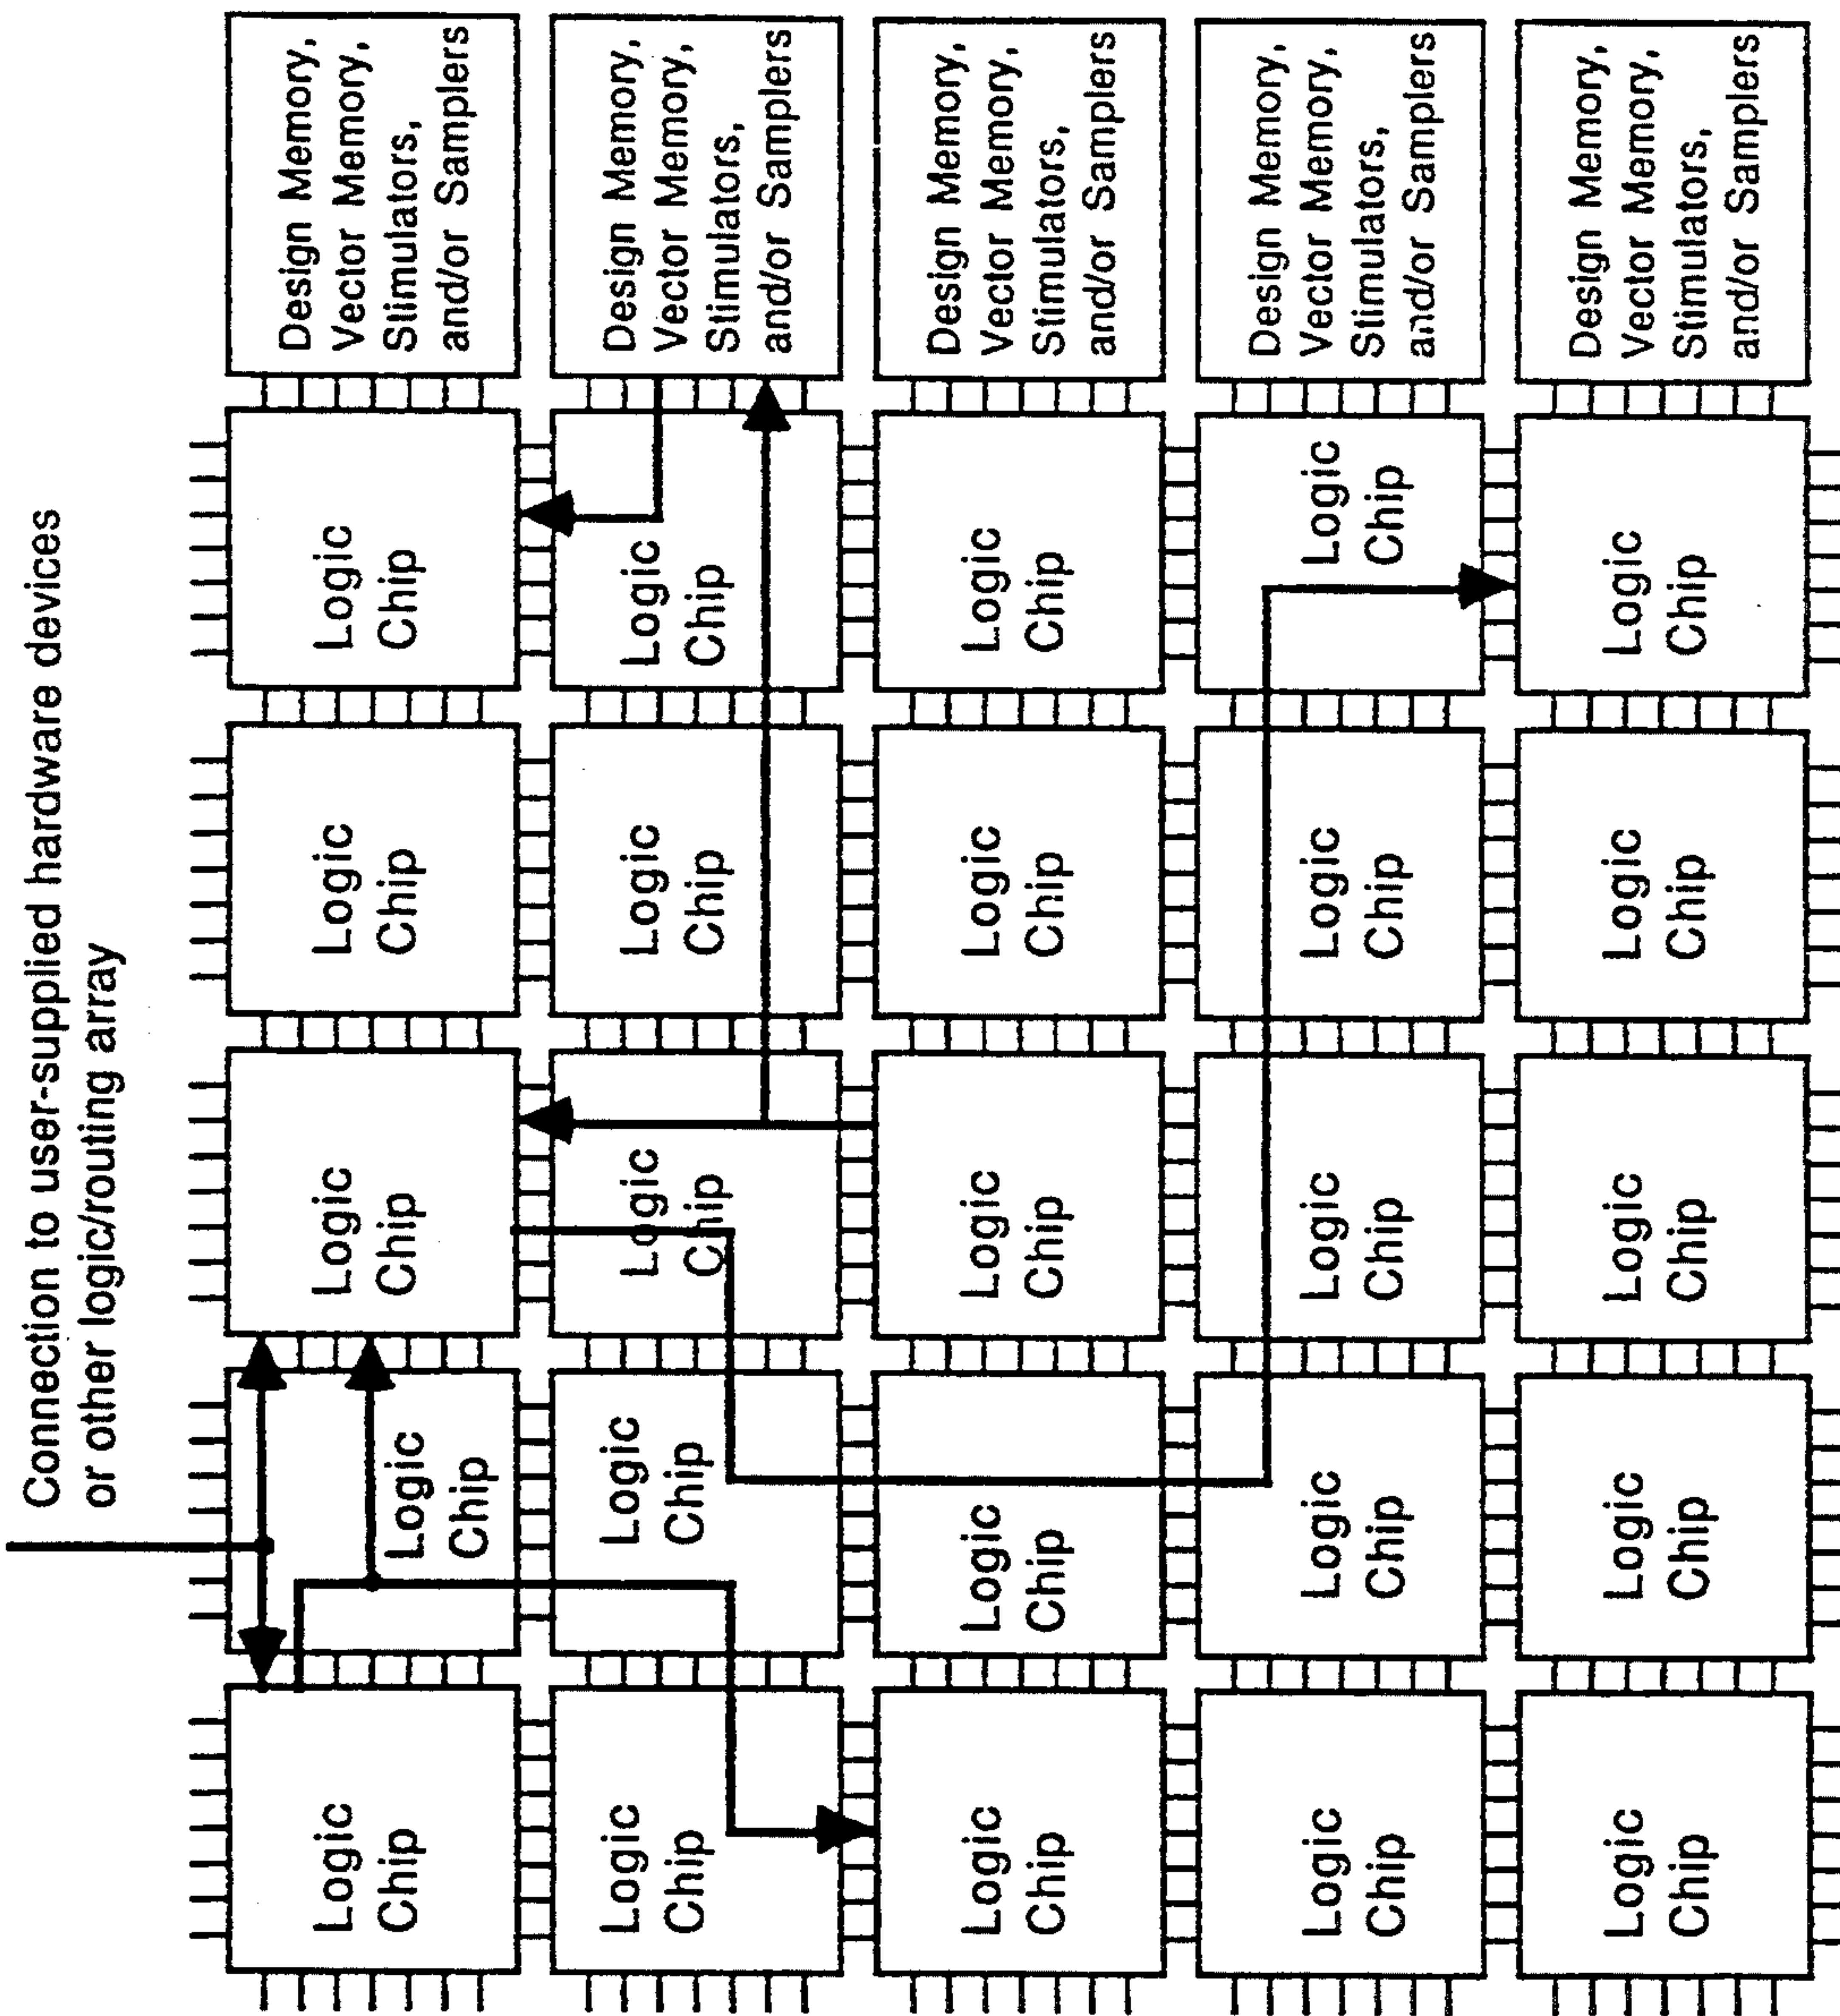 Connection to user-supplied hardware devices
or other logic/routing array
Logic
Chip
Logic
Chip
Logic
Chip
Logic
Chip
Logic
Chip
Design Memory,
Vector Memory,
Stimulators,
and/or Samplers
Logic
Chip
Logic
Chip
Logic
Chip
Logic
Chip
Logic
Chip
Design Memory,
Vector Memory,
Stimulators,
and/or Samplers
Logic
Chip
Logic
Chip
Logic
Chip
Logic
Chip
Logic
Chip
Design Memory,
Vector Memory,
Stimulators,
and/or Samplers
Logic
Chip
Logic
Chip
Logic
Chip
Logic
Chip
Logic
Chip
Design Memory,
Vector Memory,
Stimulators,
and/or Samplers
Logic
Chip
Logic
Chip
Logic
Chip
Logic
Chip
Logic
Chip
Design Memory,
Vector Memory,
Stimulators,
and/or Samplers